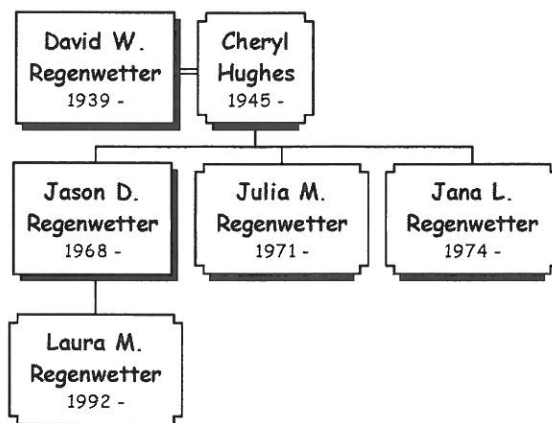 David W.
Regenwetter
1939 -
Cheryl
Hughes
1945 -
Jason D.
Regenwetter
1968 -
Julia M.
Regenwetter
1971 -
Jana L.
Regenwetter
1974 -
Laura M.
Regenwetter
1992 -